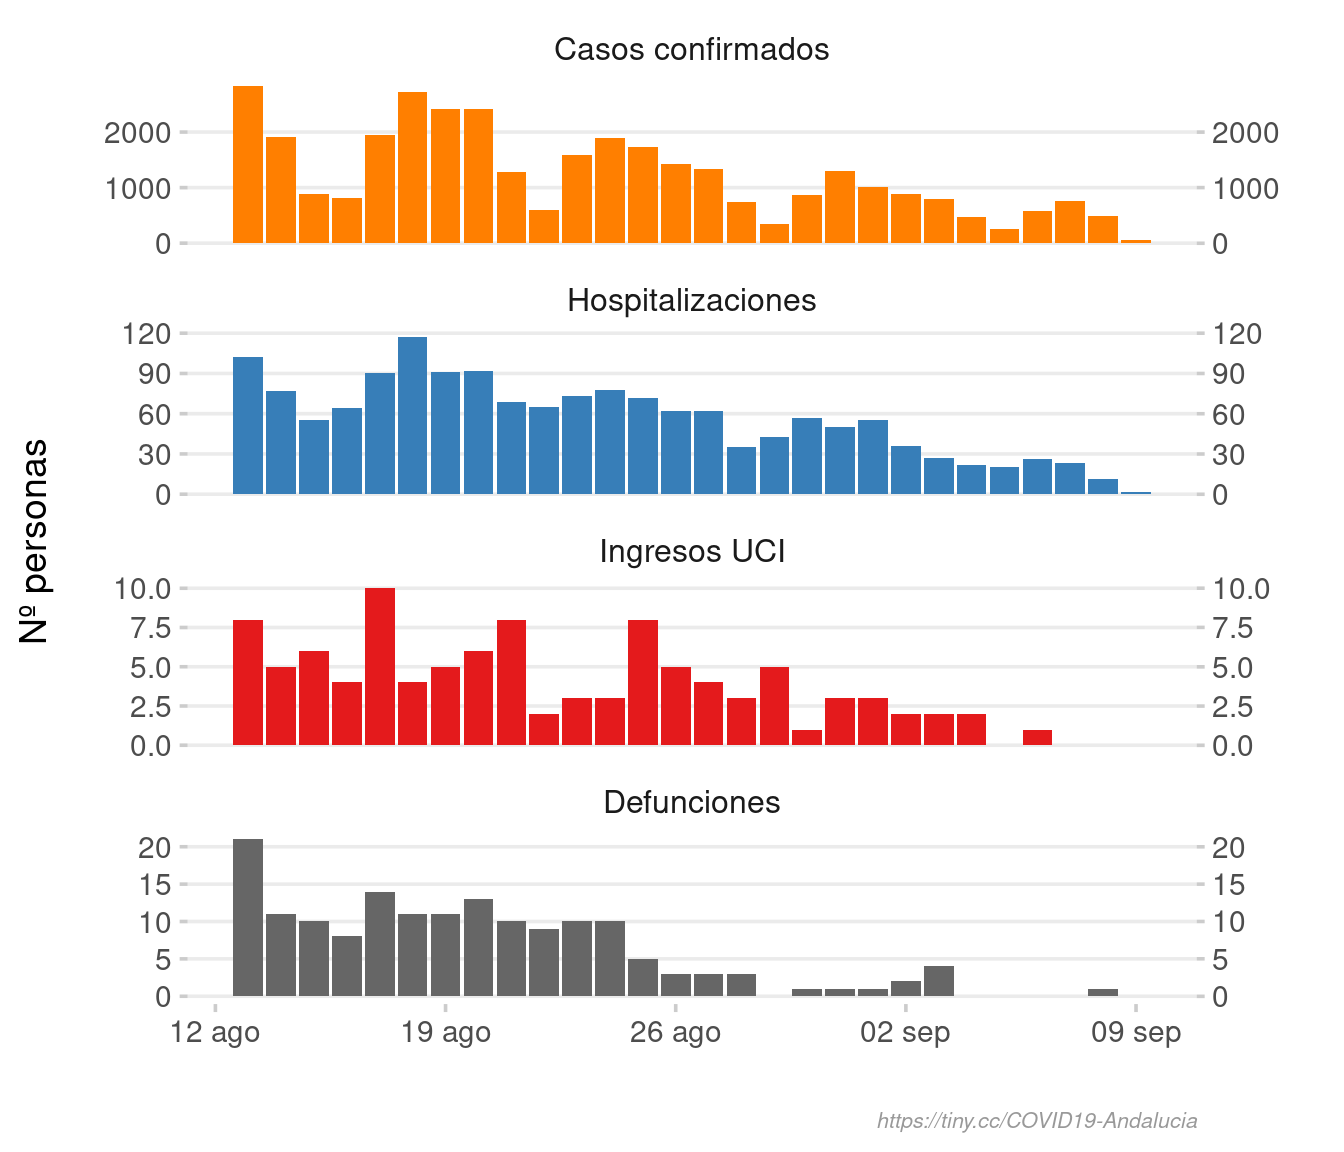 Casos confirmados
2000 2000
1000 1000
0 0
Hospitalizaciones
120 120
90 90
60 60
30 30
0 0
Nº personas
Ingresos UCI
10.0 10.0
7.5 7.5
5.0 5.0
2.5 2.5
0.0 0.0
Defunciones
20 20
15 15
10 10
5 5
0 0
12 ago 19 ago 26 ago 02 sep 09 sep
https://tiny.cc/COVID19-Andalucia